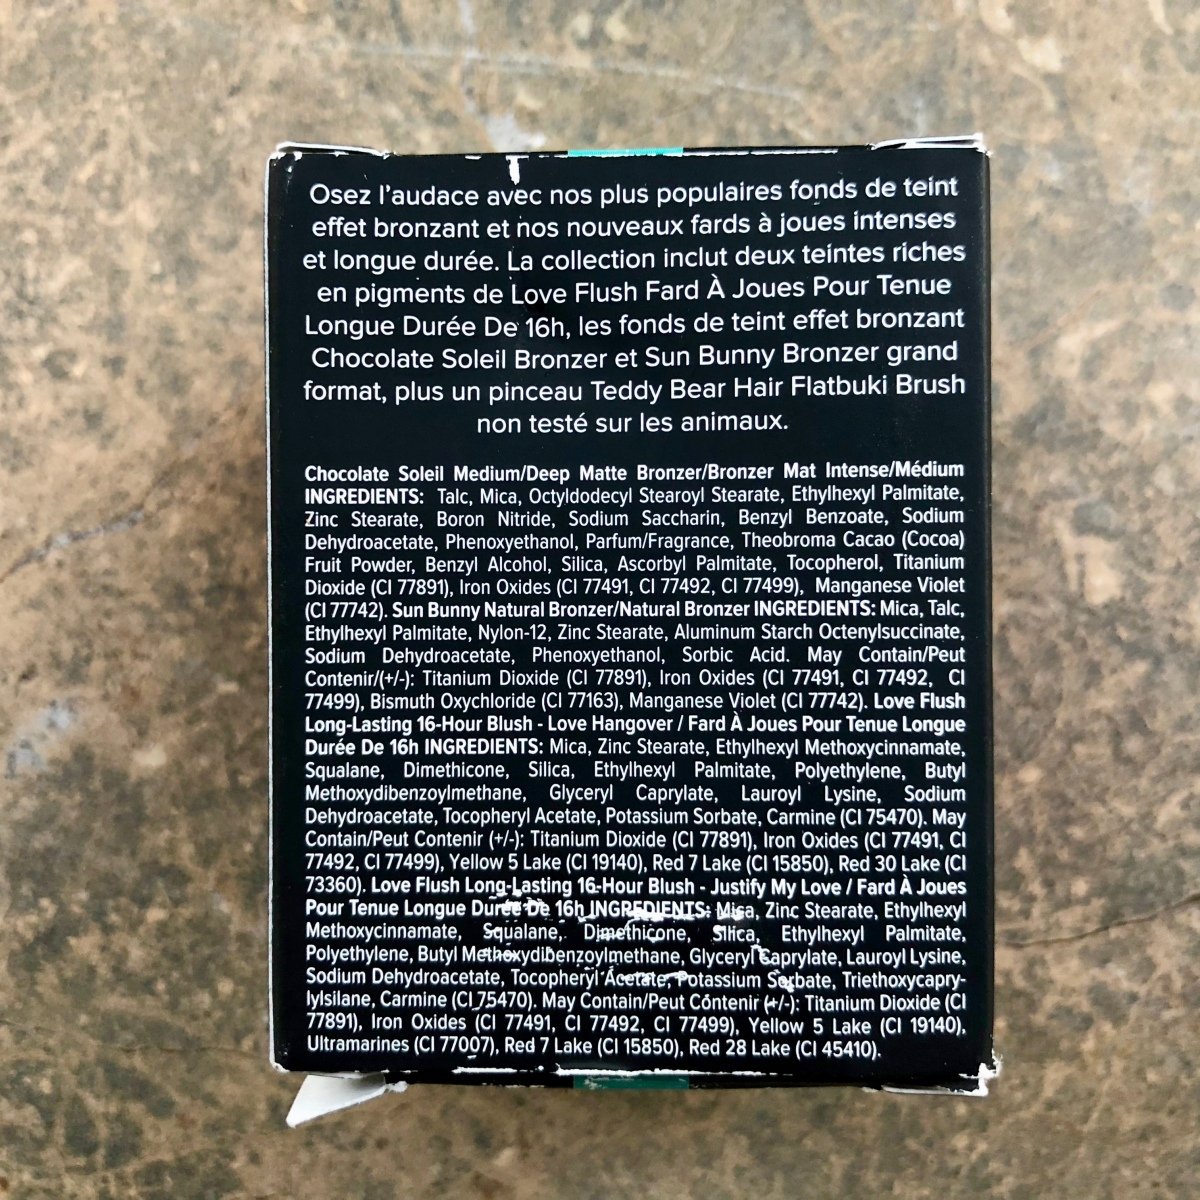 Osez l'audace avec nos plus populaires fonds de teint
effet bronzant et nos nouveaux fards à joues intenses
et longue durée. La collection inclut deux teintes riches
en pigments de Love Flush Fard À Joues Pour Tenue
Longue Durée De 16h, les fonds de teint effet bronzant
Chocolate Soleil Bronzer et Sun Bunny Bronzer grand
format, plus un pinceau Teddy Bear Hair Flatbuki Brush
non testé sur les animaux.
Chocolate Soleil Medium/Deep Matte Bronzer/Bronzer Mat Intense/Médium
INGREDIENTS: Talc, Mica, Octyldodecyl Stearoyl Stearate, Ethylhexyl Palmitate,
Zinc Stearate, Boron Nitride, Sodium Saccharin, Benzyl Benzoate, Sodium
Dehydroacetate, Phenoxyethanol, Parfum/Fragrance, Theobroma Cacao (Cocoa)
Fruit Powder, Benzyl Alcohol, Silica, Ascorbyl Palmitate, Tocopherol, Titanium
Dioxide (CI 77891), Iron Oxides (CI 77491, CI 77492, CI 77499), Manganese Violet
(CI 77742). Sun Bunny Natural Bronzer/Natural Bronzer INGREDIENTS: Mica, Talc,
Ethylhexyl Palmitate, Nylon-12, Zinc Stearate, Aluminum Starch Octenylsuccinate,
Sodium Dehydroacetate, Phenoxyethanol, Sorbic Acid. May Contain/Peut
Contenir/(+/-): Titanium Dioxide (CI 77891), Iron Oxides (CI 77491, CI 77492, CI
77499), Bismuth Oxychloride (CI 77163), Manganese Violet (CI 77742). Love Flush
Long-Lasting 16-Hour Blush - Love Hangover / Fard À Joues Pour Tenue Longue
Durée De 16h INGREDIENTS: Mica, Zinc Stearate, Ethylhexyl Methoxycinnamate,
Squalane, Dimethicone, Silica, Ethylhexyl Palmitate, Polyethylene, Butyl
Methoxydibenzoylmethane, Glyceryl Caprylate, Lauroyl Lysine, Sodium
Dehydroacetate, Tocopheryl Acetate, Potassium Sorbate, Carmine (CI 75470). May
Contain/Peut Contenir (+/-): Titanium Dioxide (CI 77891), Iron Oxides (CI 77491, CI
77492, CI 77499), Yellow 5 Lake (CI 19140), Red 7 Lake (CI 15850), Red 30 Lake (CI
73360). Love Flush Long-Lasting 16-Hour Blush - Justify My Love / Fard À Joues
Pour Tenue Longue Durée De 16h INGREDIENTS: Mica, Zinc Stearate, Ethylhexyl
Methoxycinnamate, Squalane, Dimethicone, Silica, Ethylhexyl Palmitate,
Polyethylene, Butyl Methoxydibenzoylmethane, Glyceryl Caprylate, Lauroyl Lysine,
Sodium Dehydroacetate, Tocopheryl Acetate, Potassium Sorbate, Triethoxycapry-
lylsilane, Carmine (CI 75470). May Contain/Peut Contenir (+/-): Titanium Dioxide (CI
77891), Iron Oxides (CI 77491, CI 77492, CI 77499), Yellow 5 Lake (CI 19140),
Ultramarines (CI 77007), Red 7 Lake (CI 15850), Red 28 Lake (CI 45410).